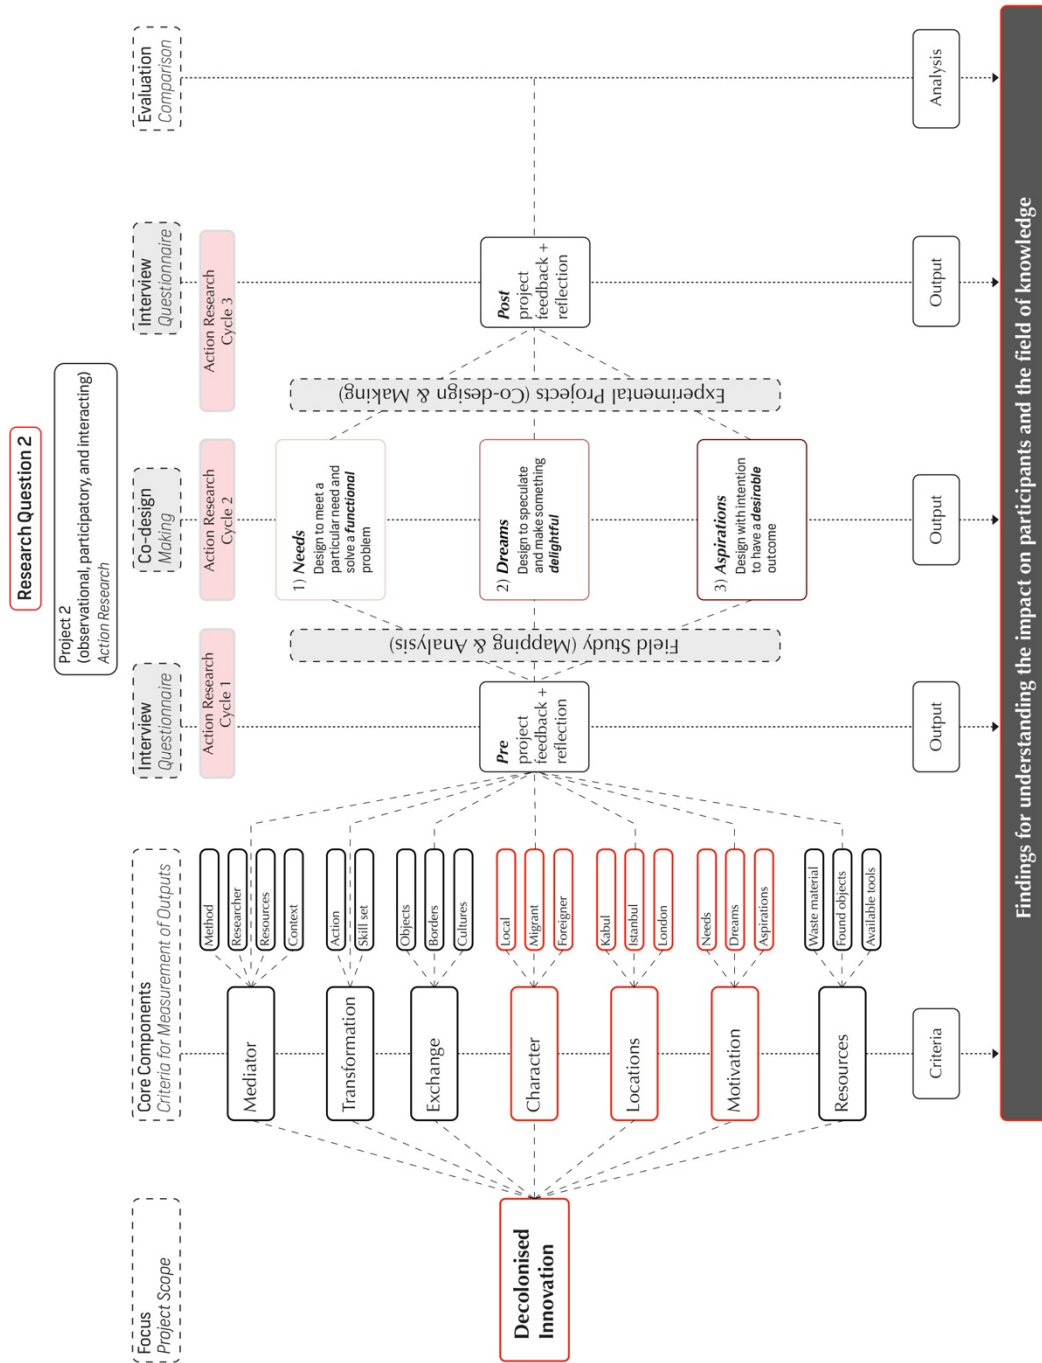 Research Question 2
Project 2
(observational, participatory, and interacting)
Action Research
Focus
Project Scope
Core Components
Criteria for Measurement of Outputs
Interview
Questionnaire
Co-design
Making
Interview
Questionnaire
Evaluation
Comparison
Action Research
Cycle 1
Action Research
Cycle 2
Action Research
Cycle 3
Decolonised
Innovation
Mediator
Method
Researcher
Resources
Context
Transformation
Action
Skill set
Exchange
Objects
Borders
Cultures
Character
Local
Migrant
Foreigner
Locations
Kabul
Istanbul
London
Motivation
Needs
Dreams
Aspirations
Resources
Waste material
Found objects
Available tools
Pre
project
feedback +
reflection
Field Study (Mapping & Analysis)
1) Needs
Design to meet a
particular need and
solve a functional
problem
2) Dreams
Design to speculate
and make something
delightful
3) Aspirations
Design with intention
to have a desirable
outcome
Experimental Projects (Co-design & Making)
Post
project
feedback +
reflection
Criteria
Output
Output
Output
Analysis
Findings for understanding the impact on participants and the field of knowledge